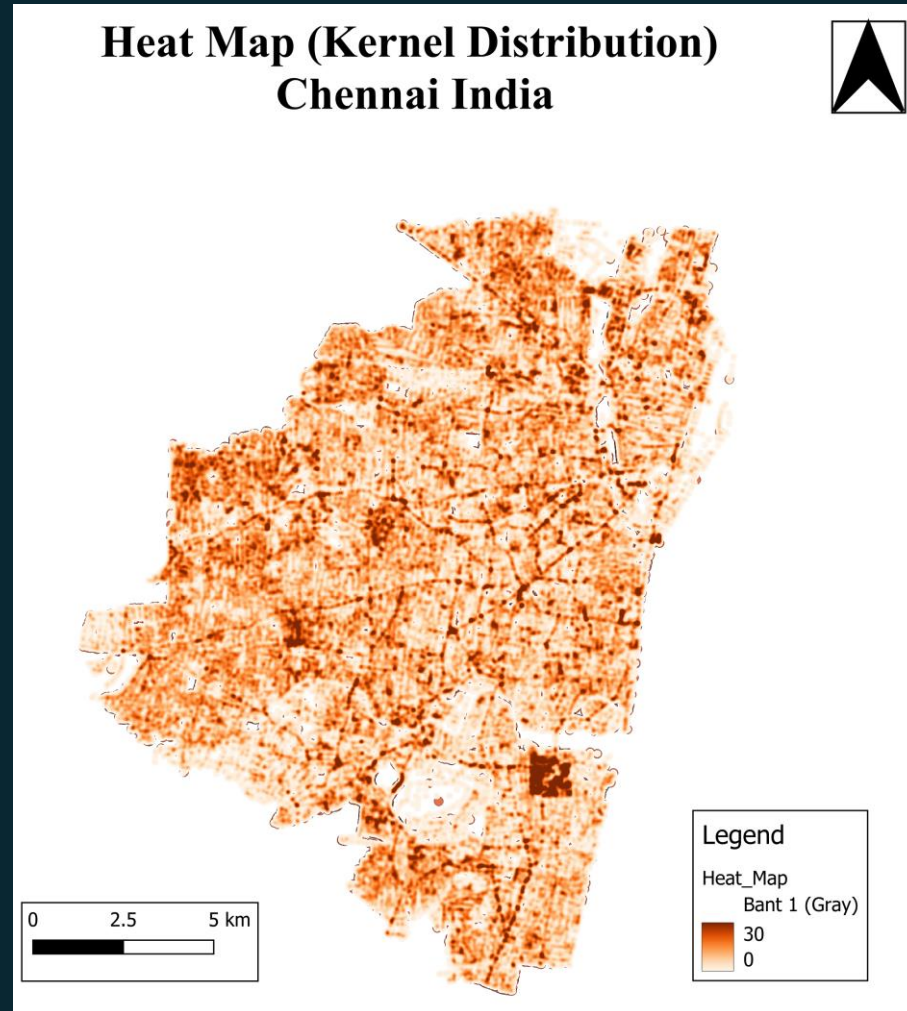 Heat Map (Kernel Distribution)
Chennai India
0 2.5 5 km
Legend
Heat_Map
Bant 1 (Gray)
30
0